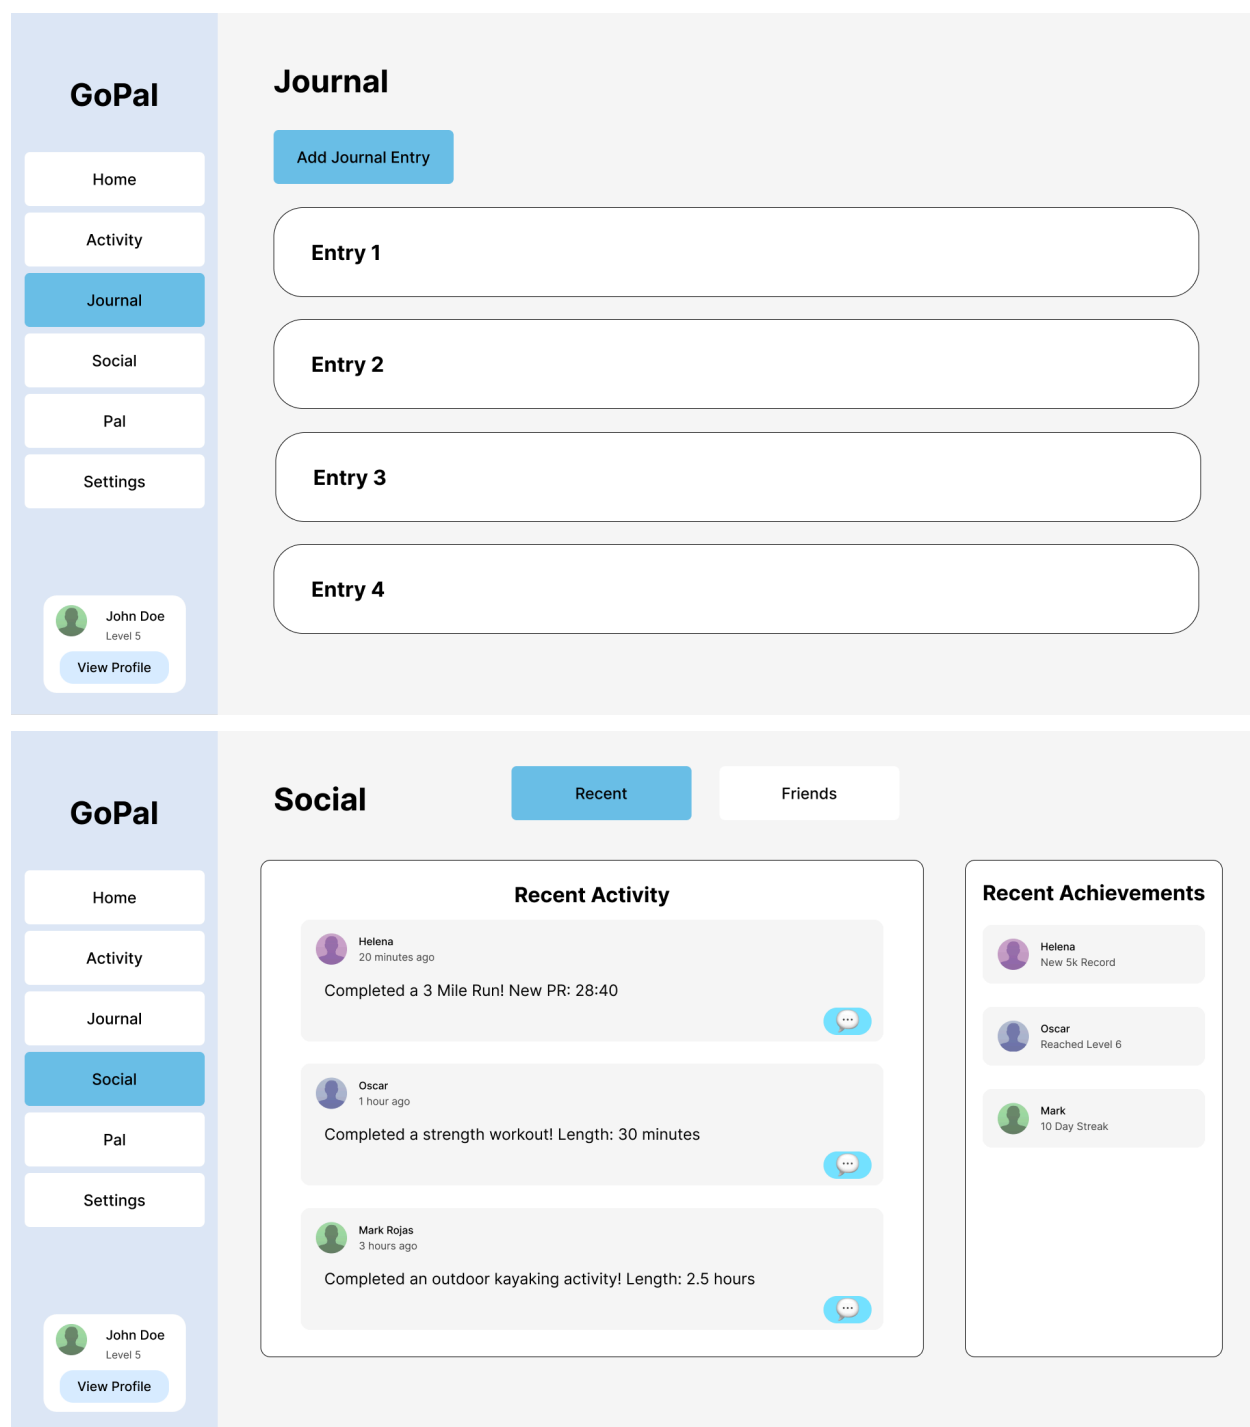 GoPal
Home
Activity
Journal
Social
Pal
Settings
John Doe
Level 5
View Profile
Journal
Add Journal Entry
Entry 1
Entry 2
Entry 3
Entry 4
GoPal
Home
Activity
Journal
Social
Pal
Settings
John Doe
Level 5
View Profile
Social
Recent
Friends
Recent Activity
Helena
20 minutes ago
Completed a 3 Mile Run! New PR: 28:40
Oscar
1 hour ago
Completed a strength workout! Length: 30 minutes
Mark Rojas
3 hours ago
Completed an outdoor kayaking activity! Length: 2.5 hours
Recent Achievements
Helena
New 5k Record
Oscar
Reached Level 6
Mark
10 Day Streak